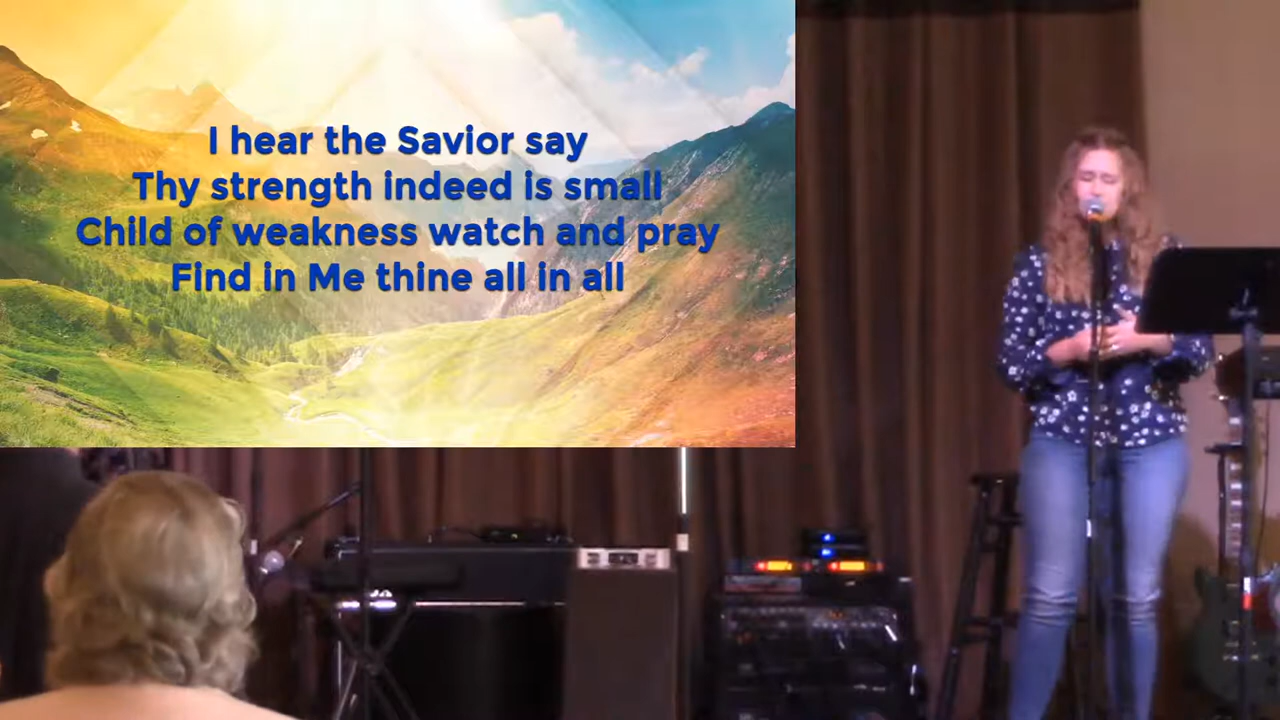 I hear the Savior say
Thy strength indeed is small
Child of weakness watch and pray
Find in Me thine all in all